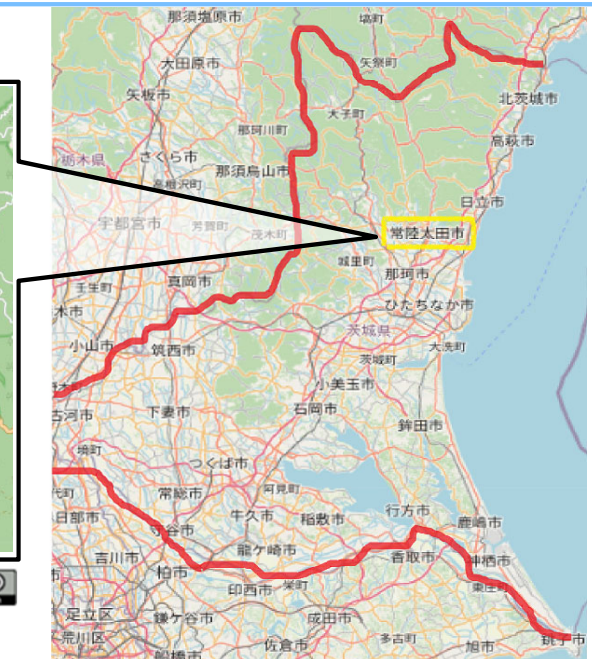 那須塩原市
塙町
大田原市
矢祭町
北茨城市
矢板市
大子町
那珂川町
高萩市
栃木県
さくら市
那須烏山市
高根沢町
日立市
宇都宮市
芳賀町
茂木町
常陸太田市
城里町
那珂市
真岡市
壬生町
ひたちなか市
木市
茨城県
小山市
筑西市
茨城町
大洗町
小美玉市
古河市
下妻市
石岡市
鉾田市
境町
つくば市
常総市
阿見町
行方市
日部市
牛久市
稲敷市
鹿嶋市
守谷市
吉川市
龍ケ崎市
香取市
神栖市
柏市
印西市
栄町
東庄町
足立区
鎌ケ谷市
成田市
荒川区
佐倉市
多古町
旭市
銚子市
船橋市